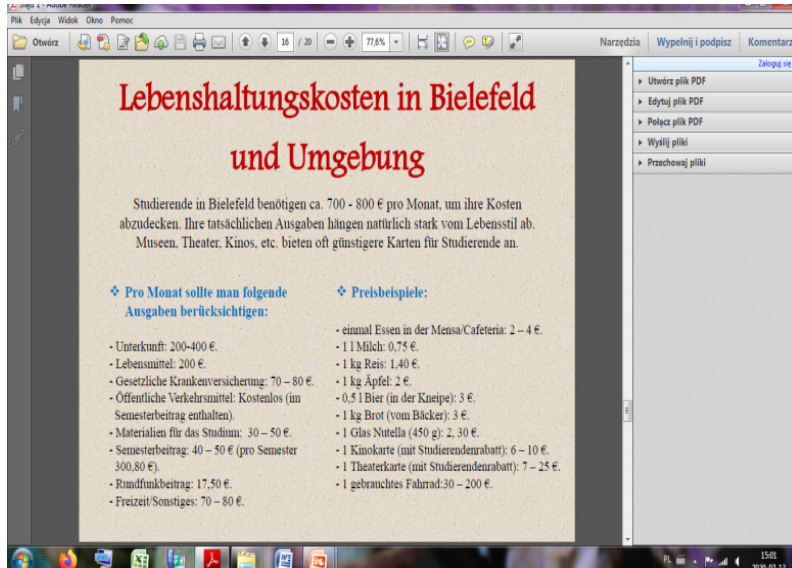 Slajd 1 - Adobe Reader
Plik Edycja Widok Okno Pomoc
Otwórz 16 / 20 77,6% Narzędzia Wypełnij i podpisz Komentarz
Zaloguj się
Utwórz plik PDF
Edytuj plik PDF
Połącz plik PDF
Wyślij pliki
Przechowaj pliki
Lebenshaltungskosten in Bielefeld
und Umgebung
Studierende in Bielefeld benötigen ca. 700 - 800 € pro Monat, um ihre Kosten
abzudecken. Ihre tatsächlichen Ausgaben hängen natürlich stark vom Lebensstil ab.
Museen, Theater, Kinos, etc. bieten oft günstigere Karten für Studierende an.
❖ Pro Monat sollte man folgende
Ausgaben berücksichtigen:
- Unterkunft: 200-400 €.
- Lebensmittel: 200 €.
- Gesetzliche Krankenversicherung: 70 – 80 €.
- Öffentliche Verkehrsmittel: Kostenlos (im
Semesterbeitrag enthalten).
- Materialien für das Studium: 30 – 50 €.
- Semesterbeitrag: 40 – 50 € (pro Semester
300,80 €).
- Rundfunkbeitrag: 17,50 €.
- Freizeit/Sonstiges: 70 – 80 €.
❖ Preisbeispiele:
- einmal Essen in der Mensa/Cafeteria: 2 – 4 €.
- 1 l Milch: 0,75 €.
- 1 kg Reis: 1,40 €.
- 1 kg Äpfel: 2 €.
- 0,5 l Bier (in der Kneipe): 3 €.
- 1 kg Brot (vom Bäcker): 3 €.
- 1 Glas Nutella (450 g): 2, 30 €.
- 1 Kinokarte (mit Studierendenrabatt): 6 – 10 €.
- 1 Theaterkarte (mit Studierendenrabatt): 7 – 25 €.
- 1 gebrauchtes Fahrrad:30 – 200 €.
PL 15:01